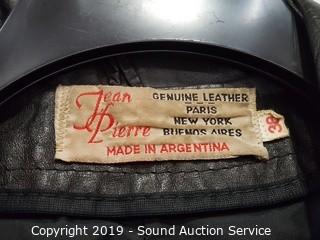 Jean Pierre
GENUINE LEATHER
PARIS
NEW YORK
BUENOS AIRES
MADE IN ARGENTINA
38
Copyright 2019 - Sound Auction Service